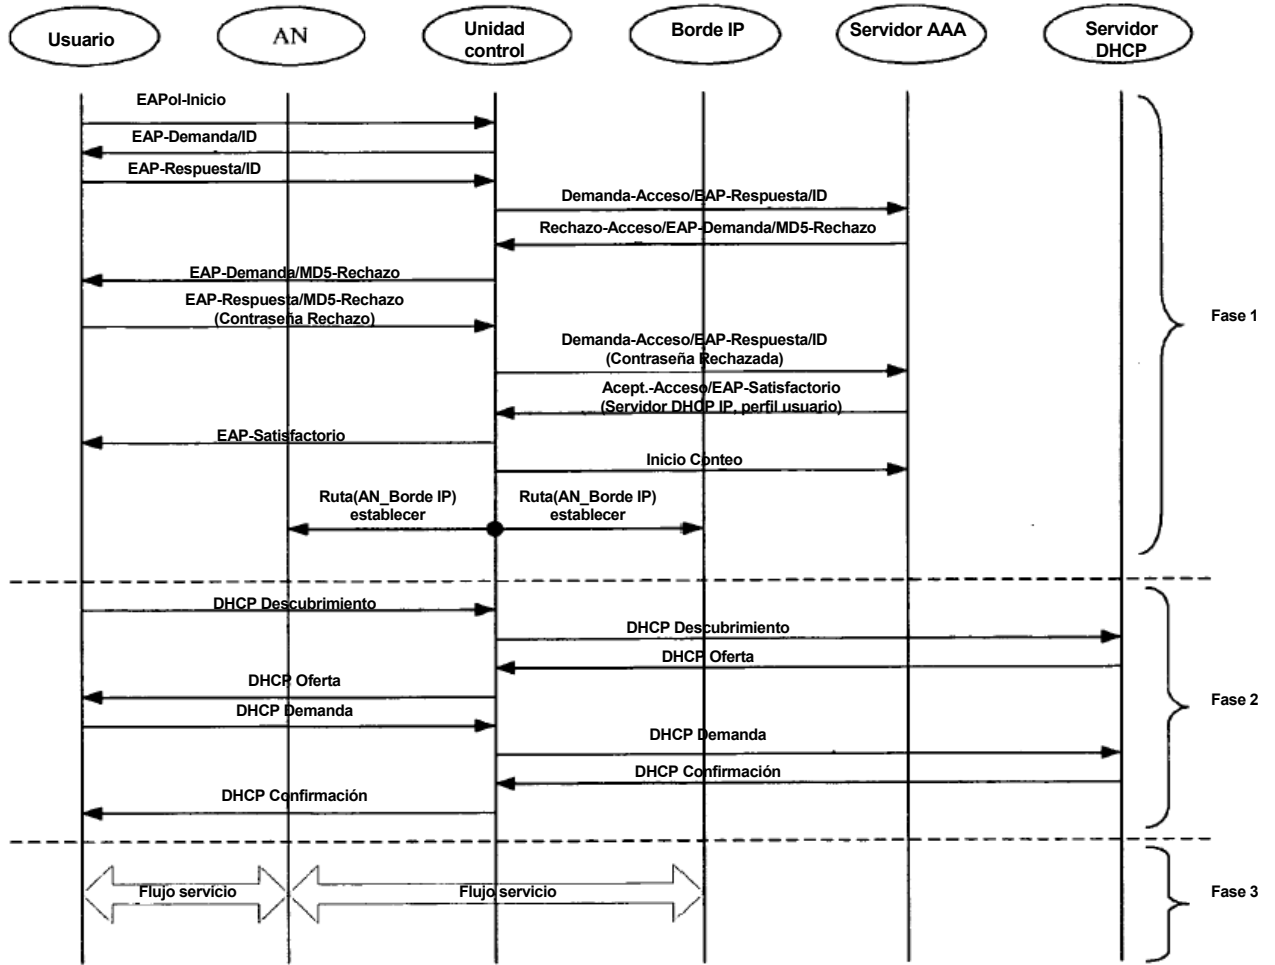 Usuario
AN
Unidad
control
Borde IP
Servidor AAA
Servidor
DHCP
EAPol-Inicio
EAP-Demanda/ID
EAP-Respuesta/ID
Demanda-Acceso/EAP-Respuesta/ID
Rechazo-Acceso/EAP-Demanda/MD5-Rechazo
EAP-Demanda/MD5-Rechazo
EAP-Respuesta/MD5-Rechazo
(Contraseña Rechazo)
Fase 1
Demanda-Acceso/EAP-Respuesta/ID
(Contraseña Rechazada)
Acept.-Acceso/EAP-Satisfactorio
(Servidor DHCP IP, perfil usuario)
EAP-Satisfactorio
Inicio Conteo
Ruta(AN_Borde IP)
establecer
Ruta(AN_Borde IP)
establecer
DHCP Descubrimiento
DHCP Descubrimiento
DHCP Oferta
DHCP Oferta
DHCP Demanda
Fase 2
DHCP Demanda
DHCP Confirmación
DHCP Confirmación
Flujo servicio
Flujo servicio
Fase 3